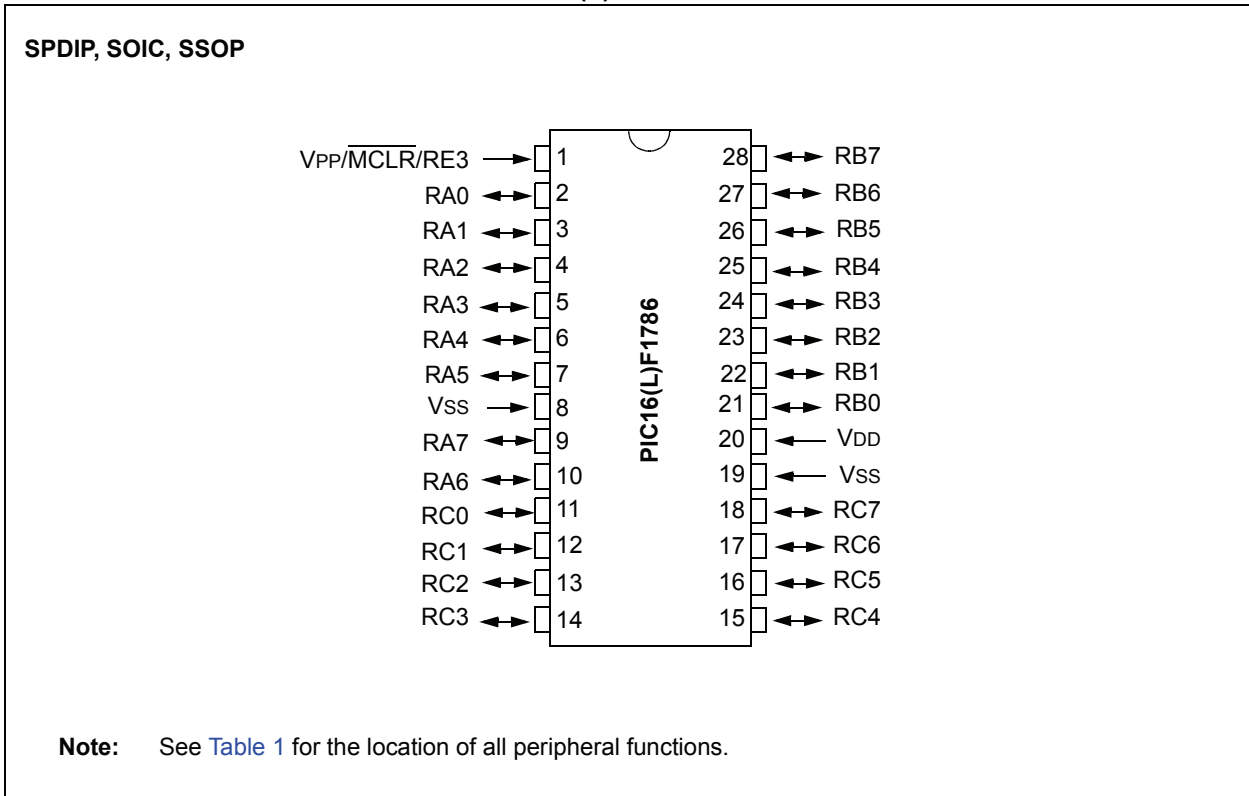 SPDIP, SOIC, SSOP
VPP/MCLR/RE3 1 28 RB7
RA0 2 27 RB6
RA1 3 26 RB5
RA2 4 25 RB4
RA3 5 24 RB3
RA4 6 23 RB2
RA5 7 22 RB1
VSS 8 21 RB0
RA7 9 20 VDD
RA6 10 19 VSS
RC0 11 18 RC7
RC1 12 17 RC6
RC2 13 16 RC5
RC3 14 15 RC4
PIC16(L)F1786
Note: See Table 1 for the location of all peripheral functions.